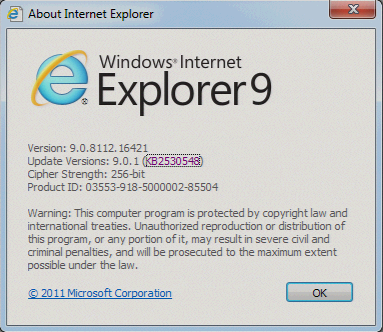 About Internet Explorer
Windows® Internet
Explorer 9
Version: 9.0.8112.16421
Update Versions: 9.0.1 (KB2530548)
Cipher Strength: 256-bit
Product ID: 03553-918-5000002-85504
Warning: This computer program is protected by copyright law and
international treaties. Unauthorized reproduction or distribution of
this program, or any portion of it, may result in severe civil and
criminal penalties, and will be prosecuted to the maximum extent
possible under the law.
© 2011 Microsoft Corporation
OK